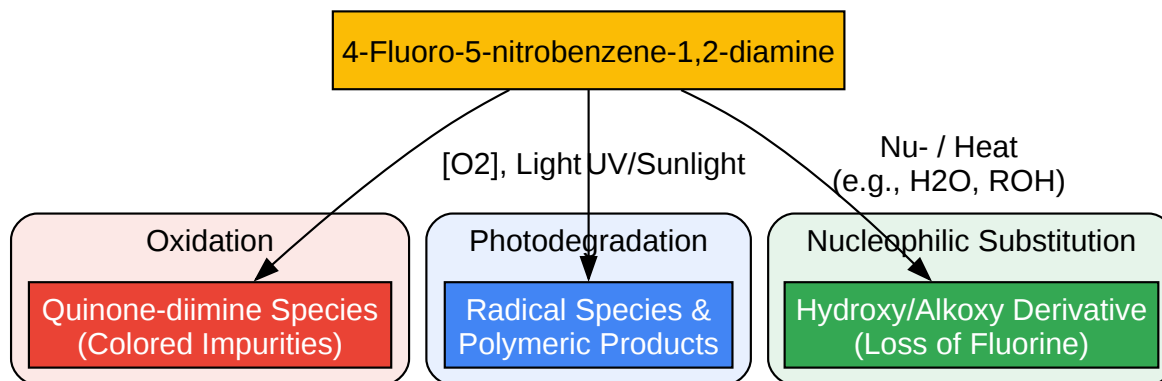 4-Fluoro-5-nitrobenzene-1,2-diamine
[O2], Light
UV/Sunlight
Nu- / Heat
(e.g., H2O, ROH)
Oxidation
Quinone-diimine Species
(Colored Impurities)
Photodegradation
Radical Species &
Polymeric Products
Nucleophilic Substitution
Hydroxy/Alkoxy Derivative
(Loss of Fluorine)